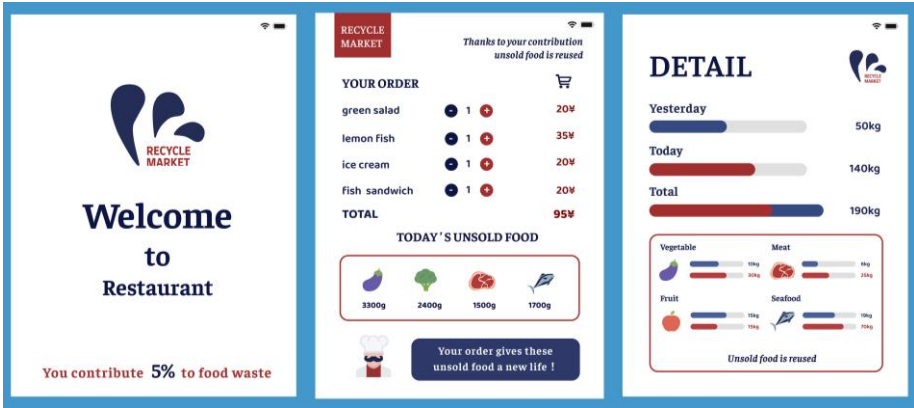 RECYCLE
MARKET
Welcome
to
Restaurant
You contribute 5% to food waste
RECYCLE
MARKET
Thanks to your contribution
unsold food is reused
YOUR ORDER
green salad - 1 + 20¥
lemon fish - 1 + 35¥
ice cream - 1 + 20¥
fish sandwich - 1 + 20¥
TOTAL 95¥
TODAY'S UNSOLD FOOD
3300g 2400g 1500g 1700g
Your order gives these
unsold food a new life !
DETAIL
RECYCLE
MARKET
Yesterday
50kg
Today
140kg
Total
190kg
Vegetable Meat
Fruit Seafood
15kg
15kg
70kg
Unsold food is reused